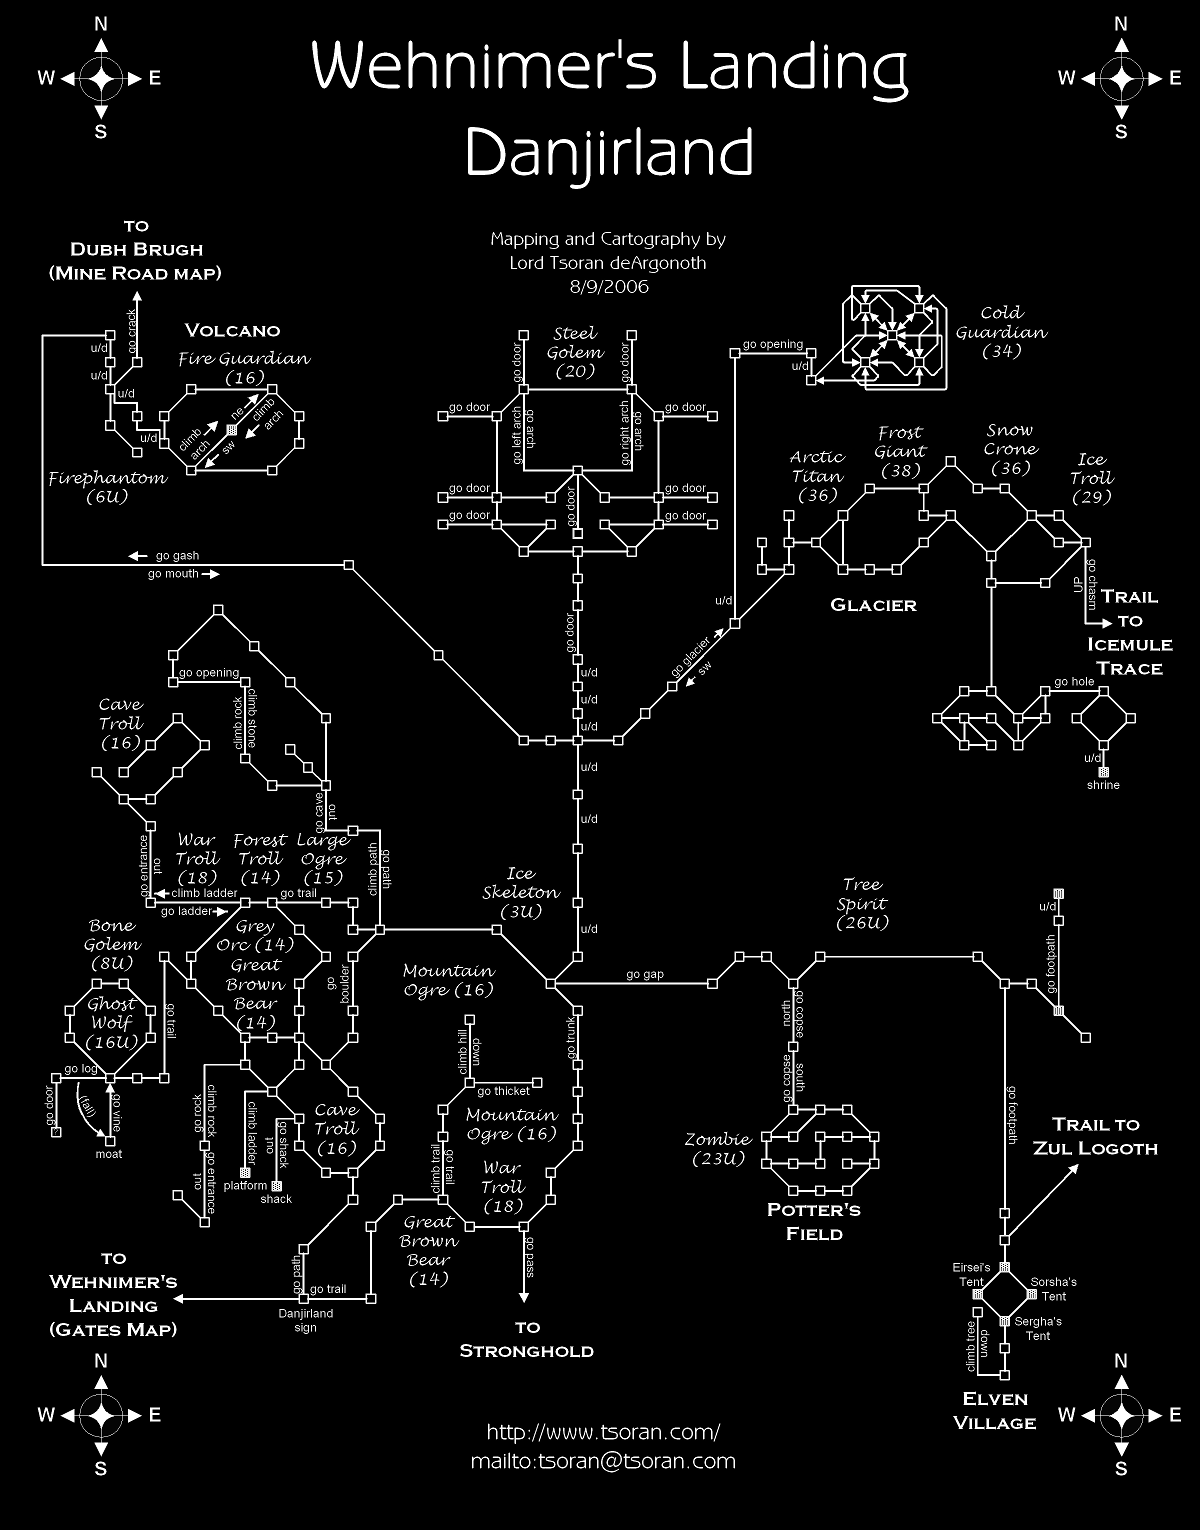 N
W E
S
N
W E
S
Wehnimer's Landing
Danjirland
Mapping and Cartography by
Lord Tsoran deArgonoth
8/9/2006
TO
DUBH BRUGH
(MINE ROAD MAP)
go crack
u/d
u/d
u/d
u/d
VOLCANO
Fire Guardian
(16)
climb
arch
ne
climb
arch
sw
Firephantom
(6U)
go gash
go mouth
Steel
Golem
(20)
go door
go door
go door
go door
go left arch
go arch
go right arch
go arch
go door
go door
go door
go door
go door
go door
u/d
u/d
u/d
u/d
u/d
u/d
go opening
u/d
Cold
Guardian
(34)
u/d
go glacier
sw
Arctic
Titan
(36)
Frost
Giant
(38)
Snow
Crone
(36)
Ice
Troll
(29)
GLACIER
go chasm
up
TRAIL
TO
ICEMULE
TRACE
go hole
u/d
shrine
go opening
climb rock
climb stone
Cave
Troll
(16)
go cave
out
go entrance
out
War
Troll
(18)
Forest
Troll
(14)
Large
Ogre
(15)
climb path
go path
climb ladder
go ladder
go trail
Ice
Skeleton
(3U)
Tree
Spirit
(26U)
u/d
go footpath
Bone
Golem
(8U)
Grey
Orc (14)
Great
Brown
Bear
(14)
go
boulder
Mountain
Ogre (16)
go gap
Ghost
Wolf
(16U)
go trail
go log
go door
(fall)
go vine
moat
north
go copse
go copse
south
go trunk
climb hill
down
go thicket
Mountain
Ogre (16)
War
Troll
(18)
climb rock
go rock
go entrance
out
climb ladder
platform
go shack
out
shack
Cave
Troll
(16)
climb trail
go trail
Great
Brown
Bear
(14)
go pass
TO
STRONGHOLD
Zombie
(23U)
POTTER'S
FIELD
go footpath
TRAIL TO
ZUL LOGOTH
Eirsei's
Tent
Sorsha's
Tent
Sergha's
Tent
climb tree
down
ELVEN
VILLAGE
TO
WEHNIMER'S
LANDING
(GATES MAP)
go path
go trail
Danjirland
sign
N
W E
S
N
W E
S
http://www.tsoran.com/
mailto:tsoran@tsoran.com